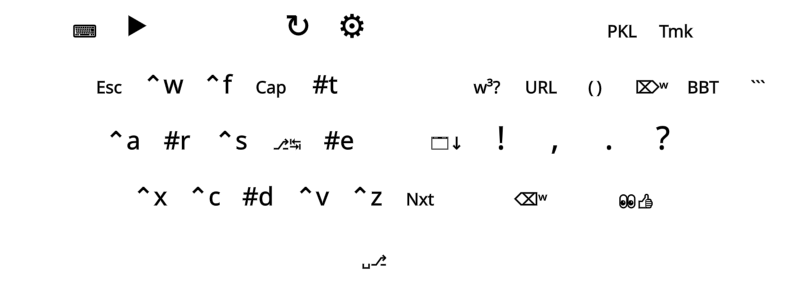 ⌨ ▶ ↻ ⚙ PKL Tmk
Esc ^w ^f Cap #t w³? URL () ⌦ʷ BBT ```
^a #r ^s ⎇↹ #e 🗔↓ ! , . ?
^x ^c #d ^v ^z Nxt ⌫ʷ 👀👍
␣⎇